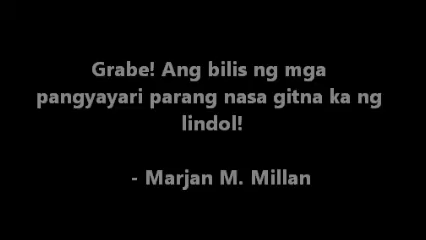 Grabe! Ang bilis ng mga
pangyayari parang nasa gitna ka ng
lindol!
- Marjan M. Millan